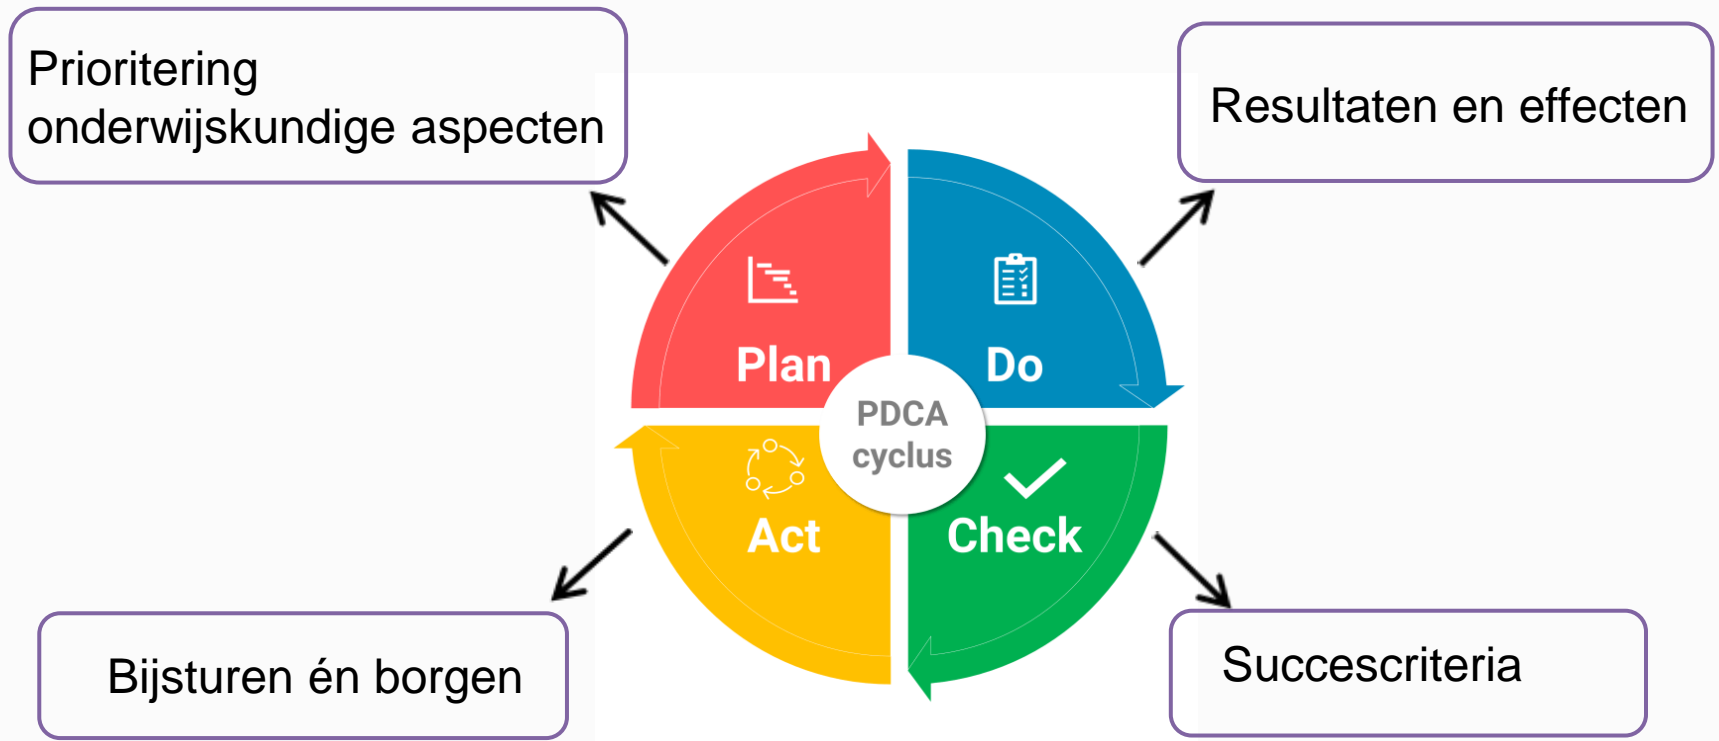 Prioritering
onderwijskundige aspecten
Resultaten en effecten
Plan
Do
PDCA
cyclus
Act
Check
Bijsturen én borgen
Succescriteria